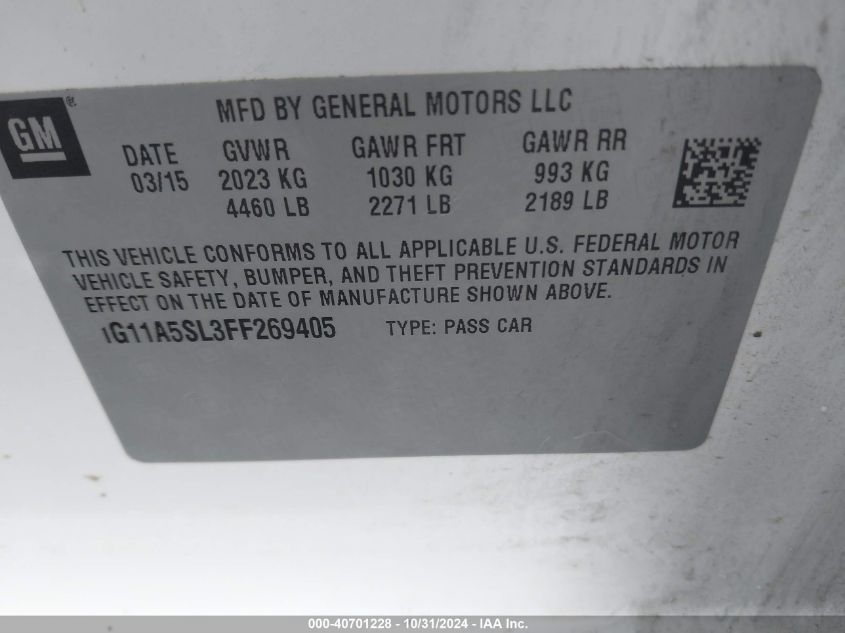 GM®
MFD BY GENERAL MOTORS LLC
DATE GVWR GAWR FRT GAWR RR
03/15 2023 KG 1030 KG 993 KG
4460 LB 2271 LB 2189 LB
THIS VEHICLE CONFORMS TO ALL APPLICABLE U.S. FEDERAL MOTOR
VEHICLE SAFETY, BUMPER, AND THEFT PREVENTION STANDARDS IN
EFFECT ON THE DATE OF MANUFACTURE SHOWN ABOVE.
1G11A5SL3FF269405 TYPE: PASS CAR
000-40701228 - 10/31/2024 - IAA Inc.